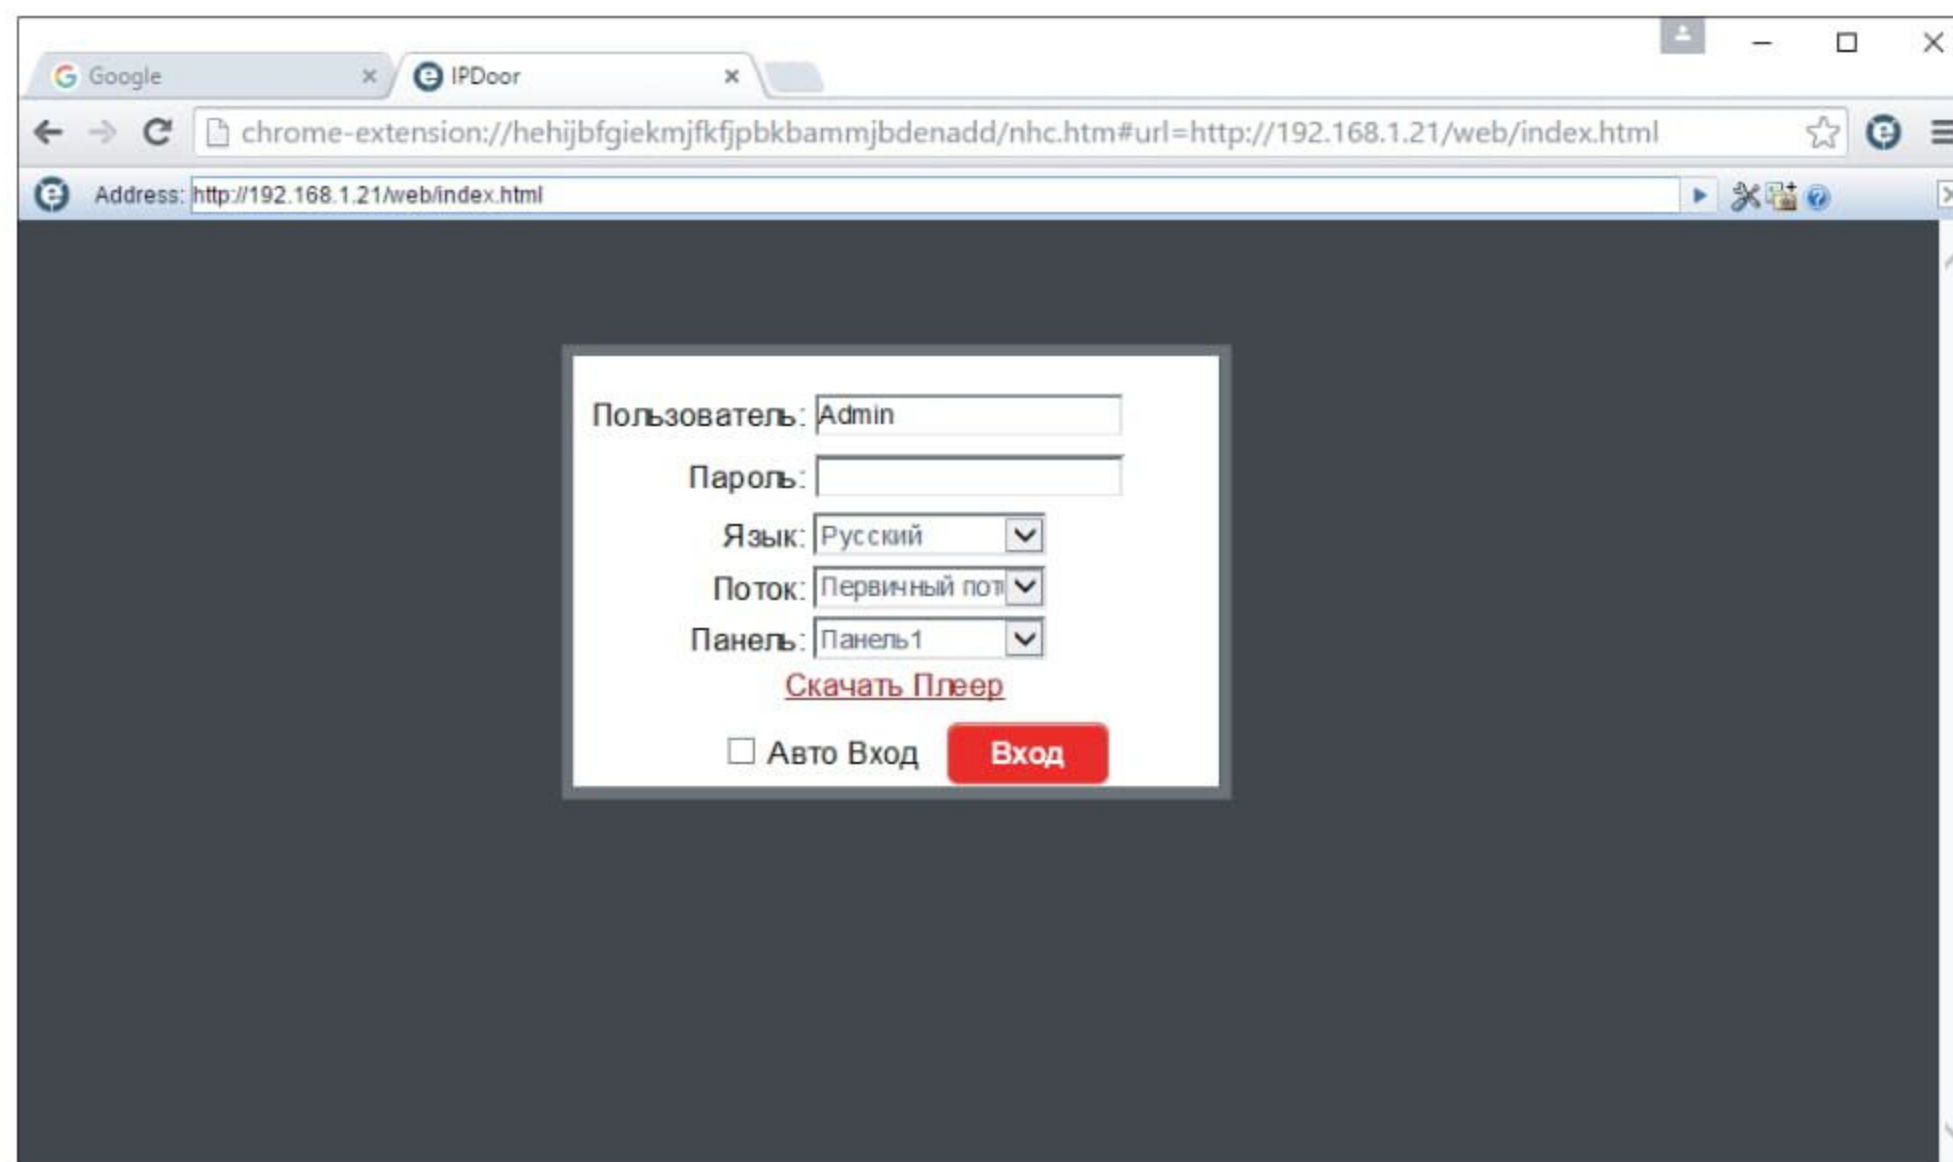 Google
IPDoor
chrome-extension://hehijbfgiekmjfkfjpbkbammjbdenadd/nhc.htm#url=http://192.168.1.21/web/index.html
Address: http://192.168.1.21/web/index.html
Пользователь: Admin
Пароль:
Язык: Русский
Поток: Первичный пот
Панель: Панель1
Скачать Плеер
Авто Вход Вход